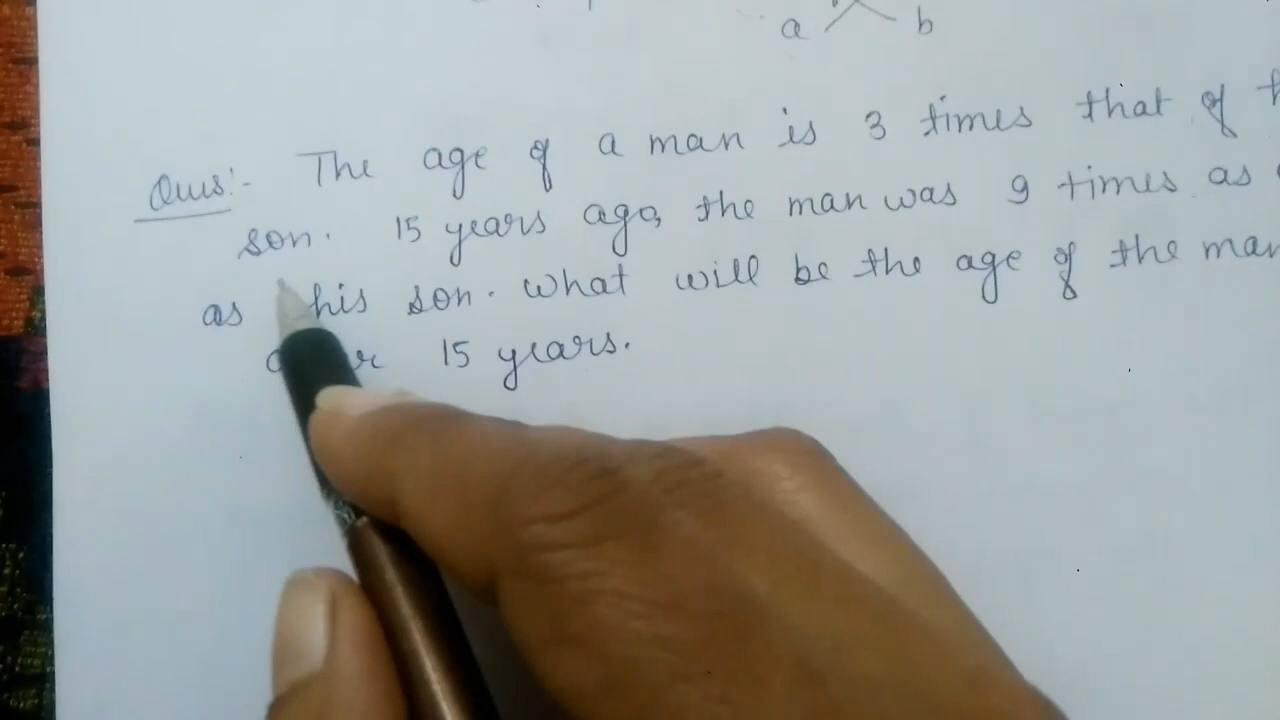 a b
Ques:- The age of a man is 3 times that of
son. 15 years ago, the man was 9 times as
as his son. What will be the age of the man
15 years.